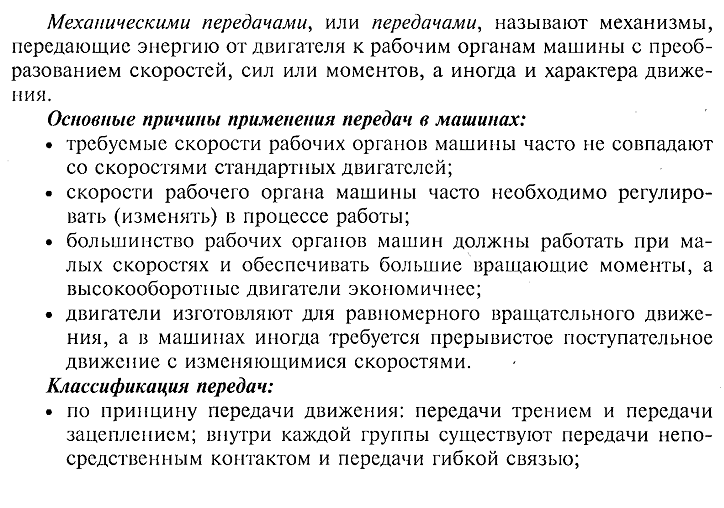 Механическими передачами, или передачами, называют механизмы,
передающие энергию от двигателя к рабочим органам машины с преоб-
разованием скоростей, сил или моментов, а иногда и характера движе-
ния.
Основные причины применения передач в машинах:
• требуемые скорости рабочих органов машины часто не совпадают
со скоростями стандартных двигателей;
• скорости рабочего органа машины часто необходимо регулиро-
вать (изменять) в процессе работы;
• большинство рабочих органов машин должны работать при ма-
лых скоростях и обеспечивать большие вращающие моменты, а
высокооборотные двигатели экономичнее;
• двигатели изготовляют для равномерного вращательного движе-
ния, а в машинах иногда требуется прерывистое поступательное
движение с изменяющимися скоростями.
Классификация передач:
• по принципу передачи движения: передачи трением и передачи
зацеплением; внутри каждой группы существуют передачи непо-
средственным контактом и передачи гибкой связью;